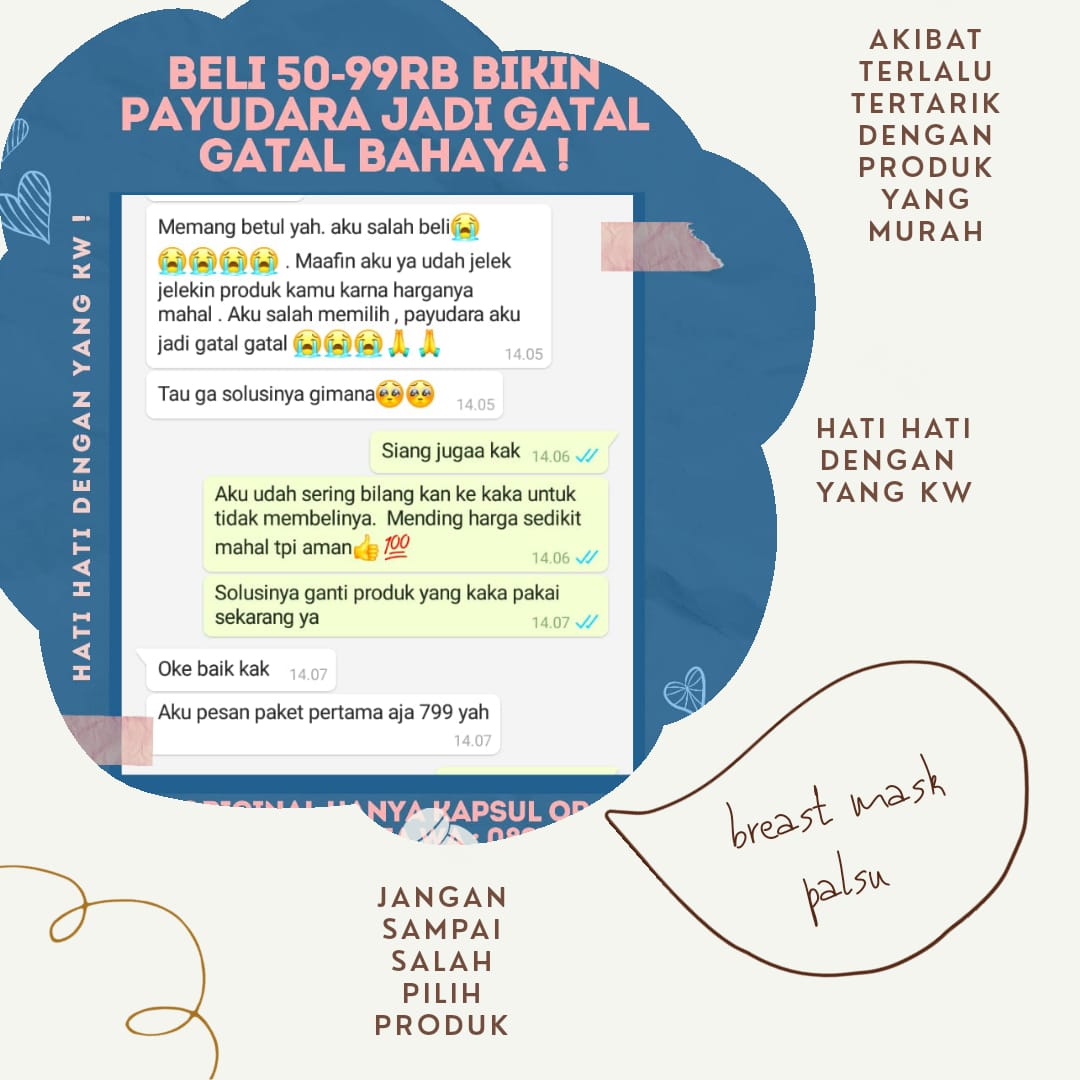 BELI 50-99RB BIKIN
PAYUDARA JADI GATAL
GATAL BAHAYA !
HATI HATI DENGAN YANG KW !
Memang betul yah. aku salah beli😭
😭😭😭😭 . Maafin aku ya udah jelek
jelekin produk kamu karna harganya
mahal . Aku salah memilih , payudara aku
jadi gatal gatal 😭😭😭🙏🙏
14.05
Tau ga solusinya gimana🥺🥺
14.05
Siang jugaa kak
14.06
Aku udah sering bilang kan ke kaka untuk
tidak membelinya. Mending harga sedikit
mahal tpi aman👍💯
14.06
Solusinya ganti produk yang kaka pakai
sekarang ya
14.07
Oke baik kak
14.07
Aku pesan paket pertama aja 799 yah
14.07
HANYA KAPSUL
AKIBAT
TERLALU
TERTARIK
DENGAN
PRODUK
YANG
MURAH
HATI HATI
DENGAN
YANG KW
breast mask
palsu
JANGAN
SAMPAI
SALAH
PILIH
PRODUK